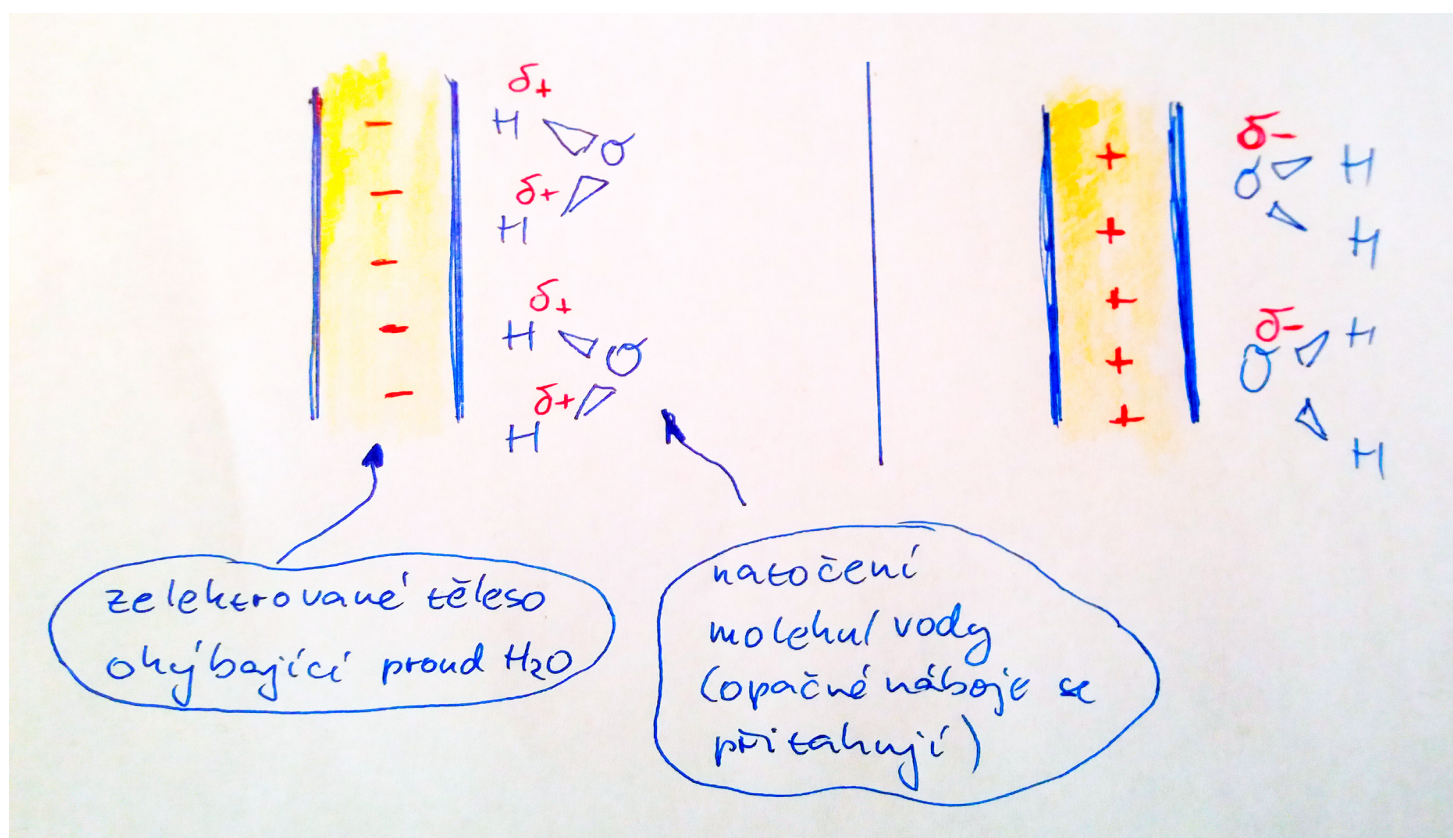 δ+
H O
δ+
H
δ+
H O
δ+
H
−
−
−
−
−
+
+
+
+
+
δ−
O H
H
δ−
O H
H
zelektrované těleso
ohýbající proud H2O
natočení
molekul vody
(opačné náboje se
přitahují)